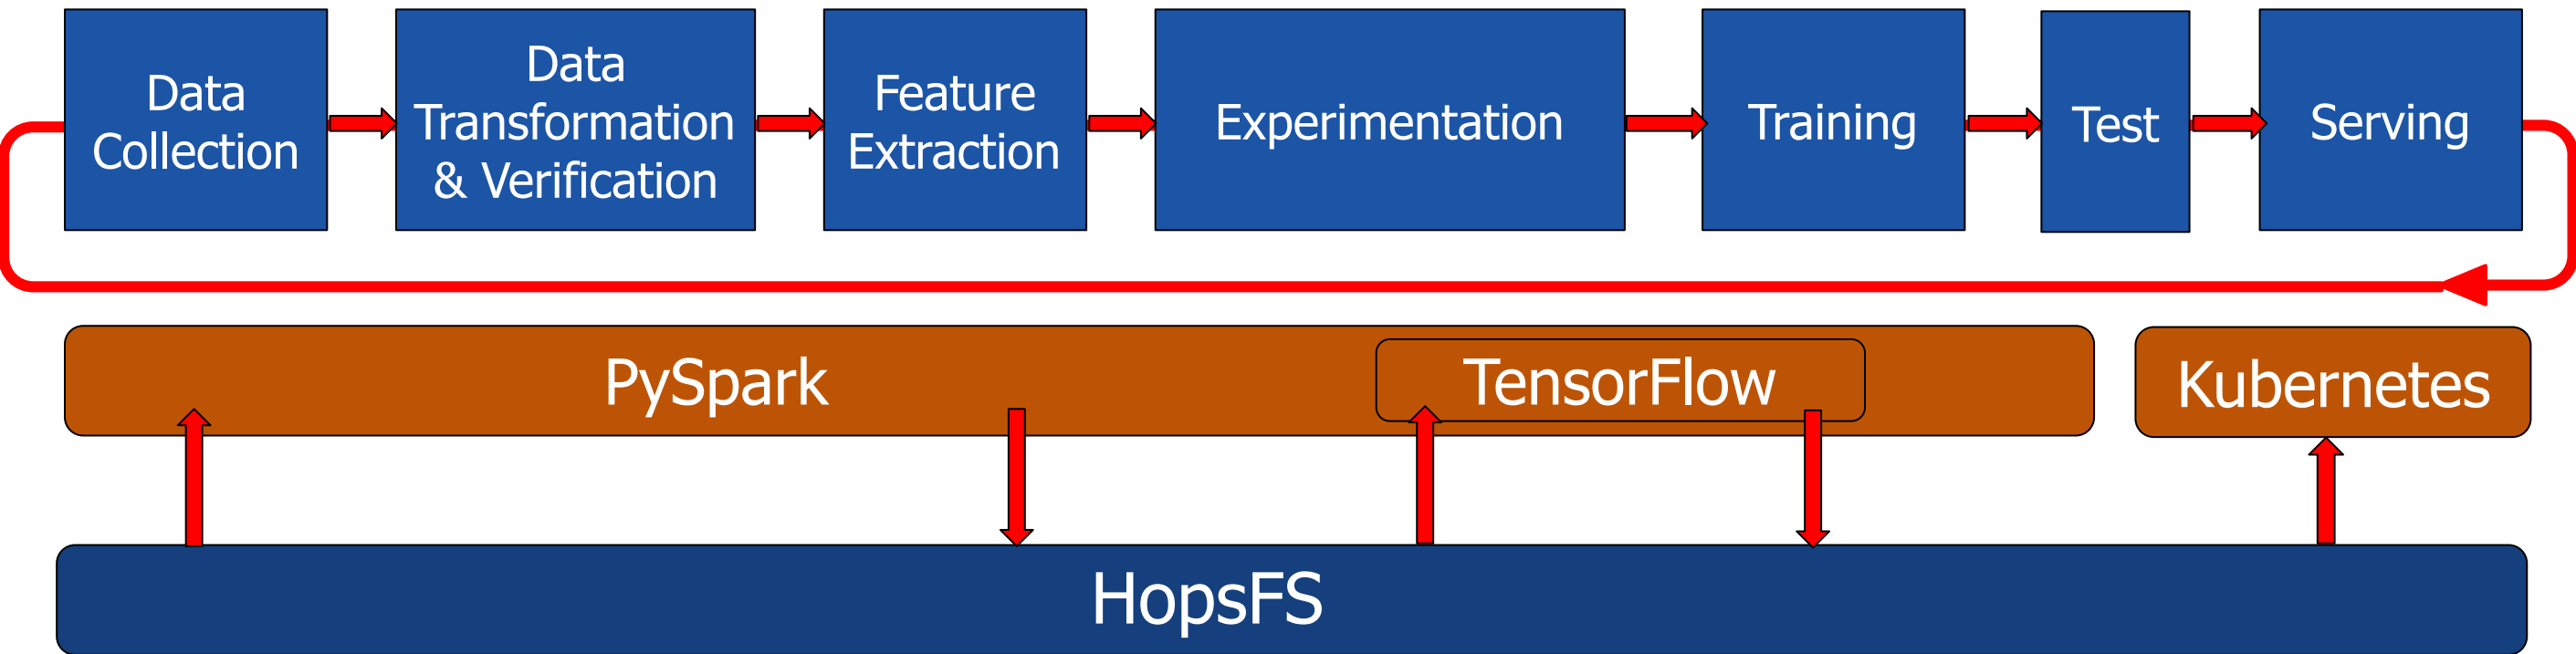 Data
Collection
Data
Transformation
& Verification
Feature
Extraction
Experimentation
Training
Test
Serving
PySpark
TensorFlow
Kubernetes
HopsFS